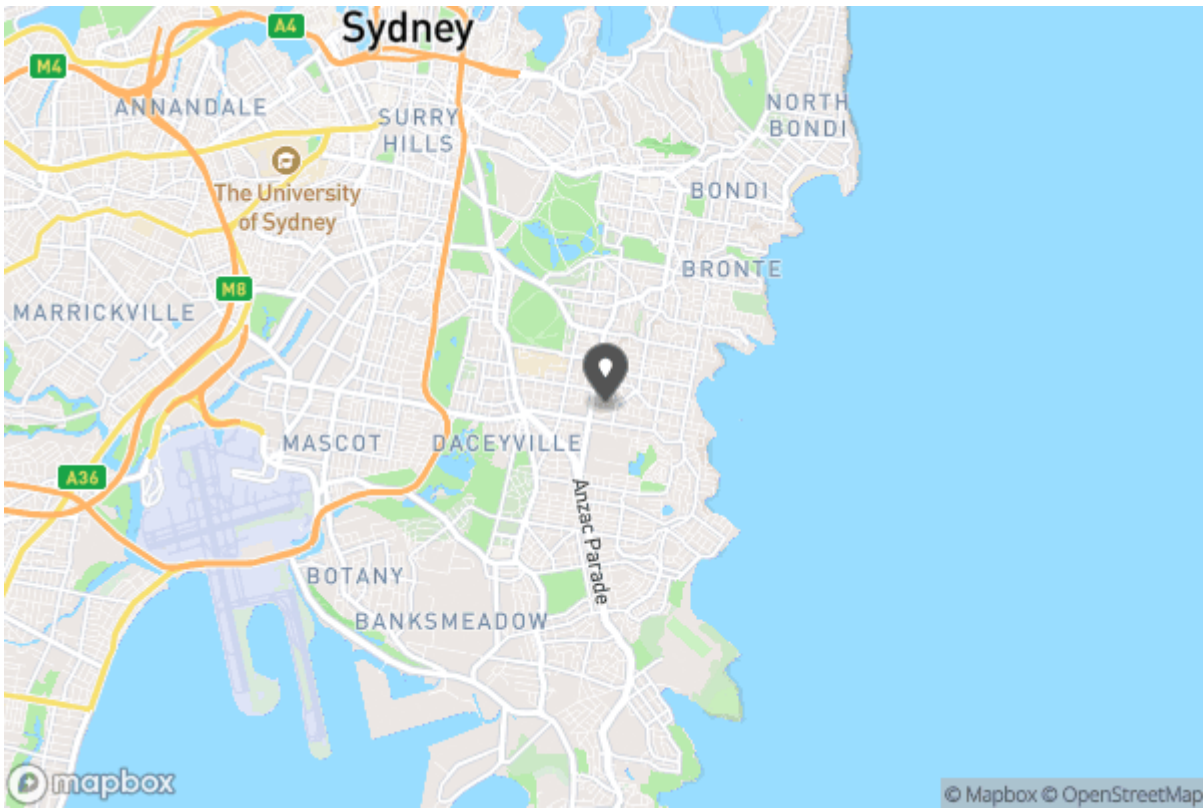 Sydney
A4
M4
ANNANDALE
SURRY
HILLS
NORTH
BONDI
The University
of Sydney
BONDI
BRONTE
M8
MARRICKVILLE
MASCOT
DACEYVILLE
A36
Anzac Parade
BOTANY
BANKSMEADOW
mapbox
© Mapbox © OpenStreetMap